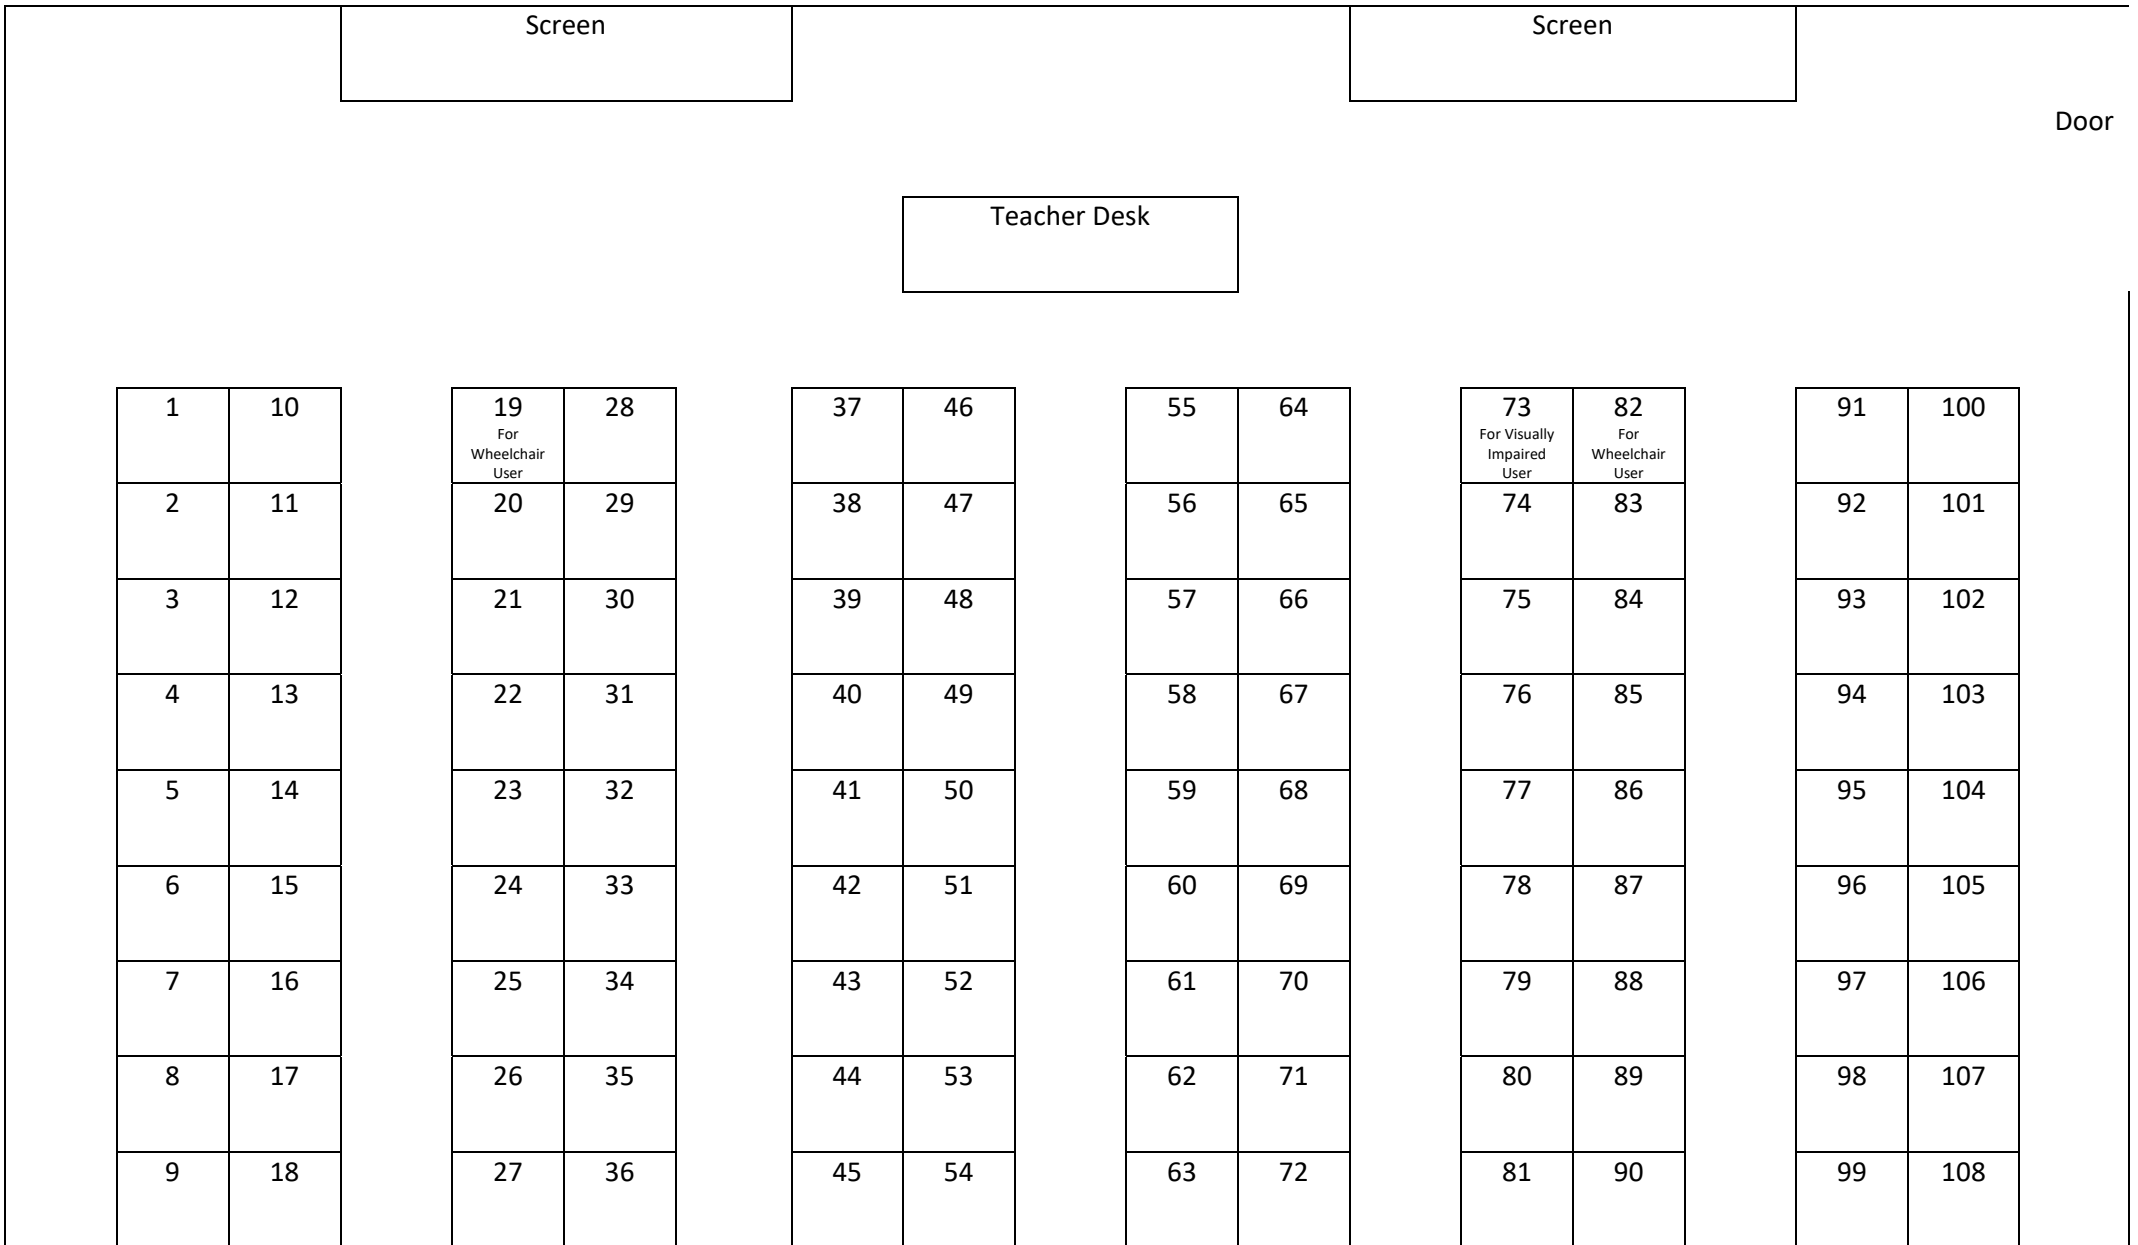 Screen Screen
Door
Teacher Desk
1 10 19 28 37 46 55 64 73 82 91 100
For For Visually For
Wheelchair Impaired Wheelchair
User User User
2 11 20 29 38 47 56 65 74 83 92 101
3 12 21 30 39 48 57 66 75 84 93 102
4 13 22 31 40 49 58 67 76 85 94 103
5 14 23 32 41 50 59 68 77 86 95 104
6 15 24 33 42 51 60 69 78 87 96 105
7 16 25 34 43 52 61 70 79 88 97 106
8 17 26 35 44 53 62 71 80 89 98 107
9 18 27 36 45 54 63 72 81 90 99 108